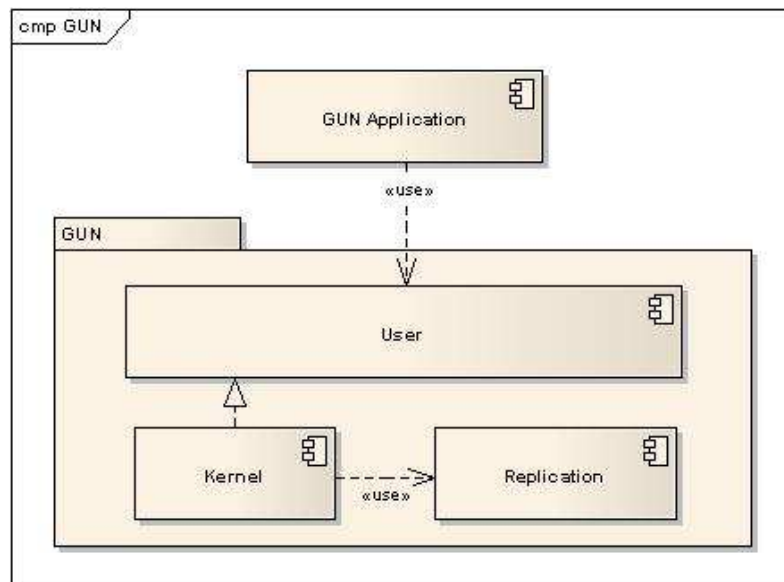 cmp GUN
GUN Application
«use»
GUN
User
Kernel
«use»
Replication